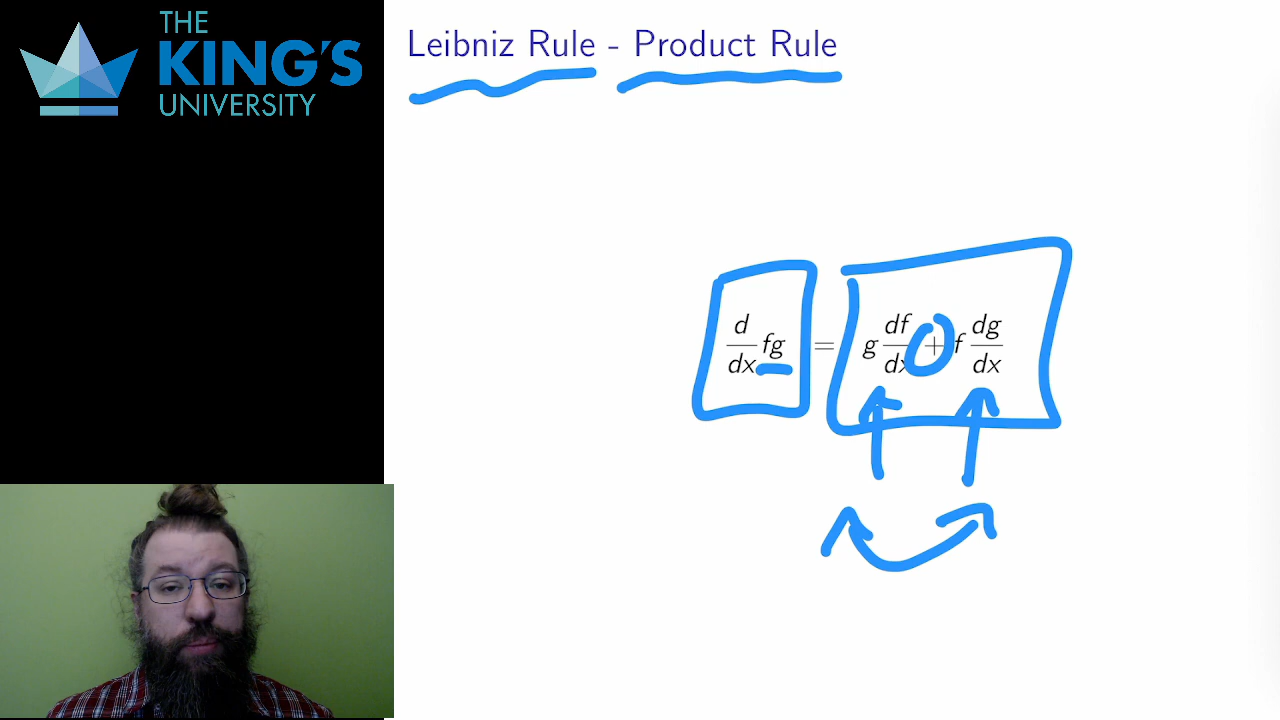 THE
KING'S
UNIVERSITY
Leibniz Rule - Product Rule
d/dx fg = g df/dx + f dg/dx